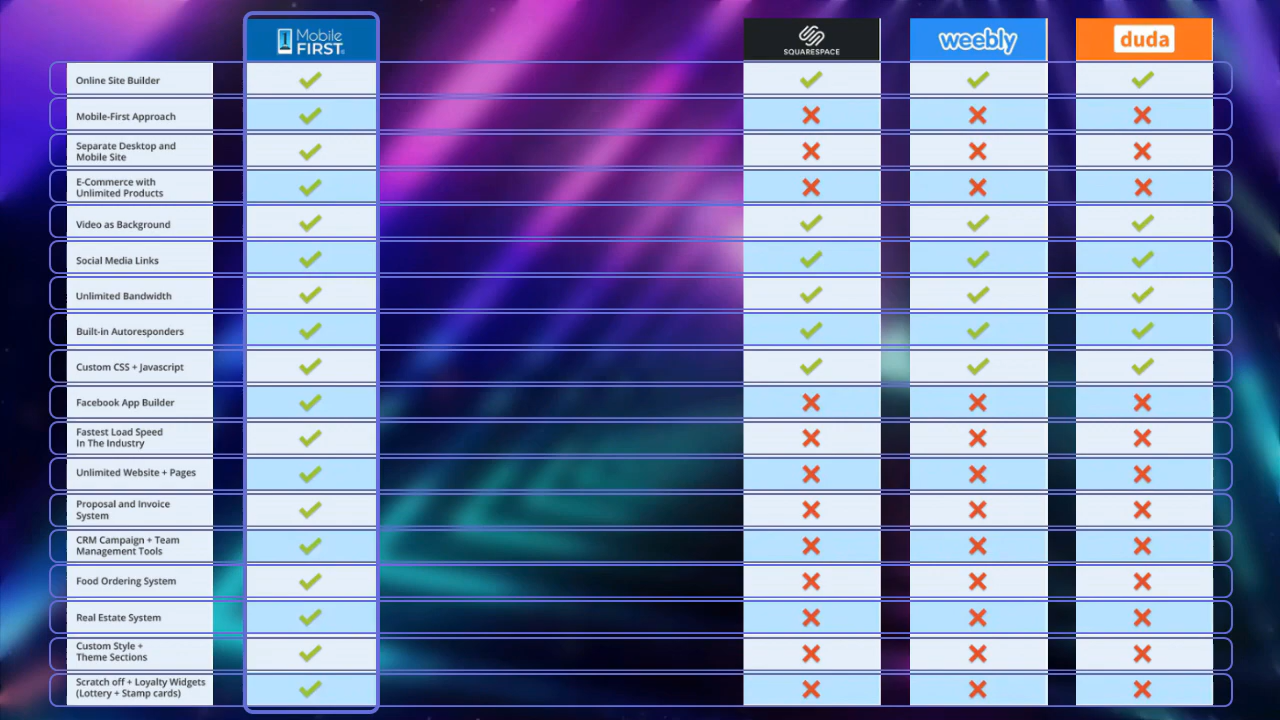 Mobile
FIRST
SQUARESPACE
weebly
duda
Online Site Builder
Mobile-First Approach
Separate Desktop and
Mobile Site
E-Commerce with
Unlimited Products
Video as Background
Social Media Links
Unlimited Bandwidth
Built-in Autoresponders
Custom CSS + Javascript
Facebook App Builder
Fastest Load Speed
In The Industry
Unlimited Website + Pages
Proposal and Invoice
System
CRM Campaign + Team
Management Tools
Food Ordering System
Real Estate System
Custom Style +
Theme Sections
Scratch off + Loyalty Widgets
(Lottery + Stamp cards)